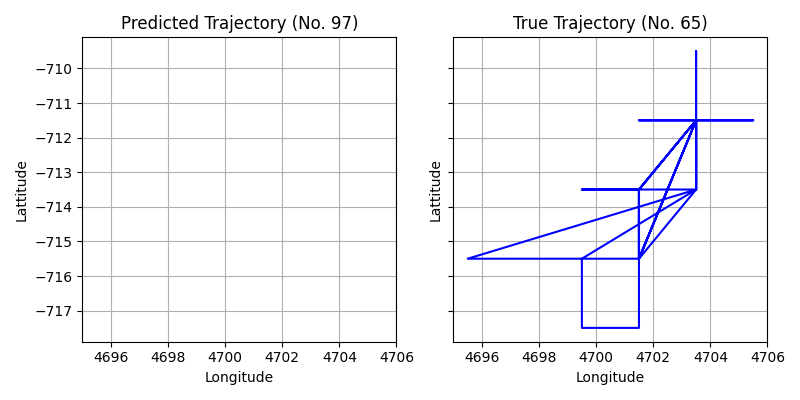 Predicted Trajectory (No. 97)
True Trajectory (No. 65)
−710
−711
−712
−713
−714
−715
−716
−717
Lattitude
Lattitude
4696 4698 4700 4702 4704 4706
4696 4698 4700 4702 4704 4706
Longitude
Longitude